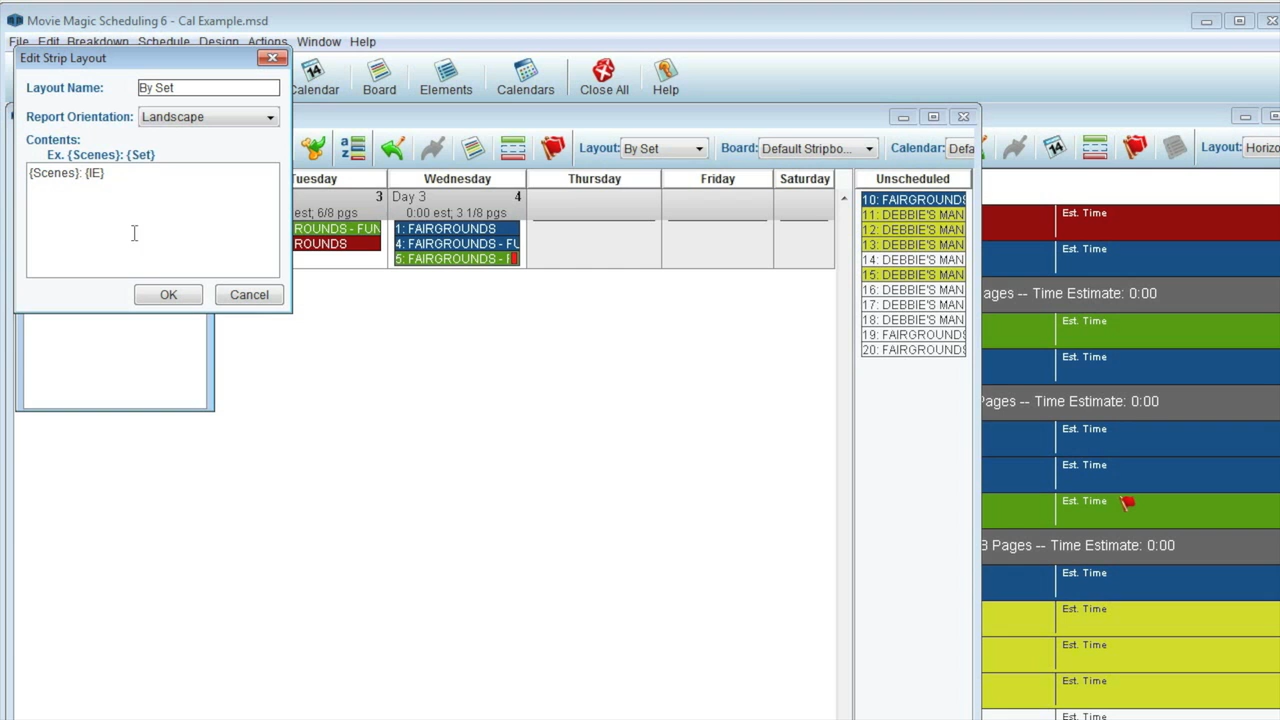 Movie Magic Scheduling 6 - Cal Example.msd
File Edit Breakdown Schedule Design Actions Window Help
Edit Strip Layout
Layout Name: By Set
Report Orientation: Landscape
Contents:
Ex. {Scenes}: {Set}
{Scenes}: {IE}
OK Cancel
Calendar Board Elements Calendars Close All Help
Layout: By Set Board: Default Stripbo... Calendar: Defa
Layout: Horizo
Tuesday Wednesday Thursday Friday Saturday Unscheduled
3 Day 3 4
est; 6/8 pgs 0:00 est; 3 1/8 pgs
ROUNDS - FUN 1: FAIRGROUNDS
ROUNDS 4: FAIRGROUNDS - FU
5: FAIRGROUNDS - F
10: FAIRGROUNDS
11: DEBBIE'S MAN
12: DEBBIE'S MAN
13: DEBBIE'S MAN
14: DEBBIE'S MAN
15: DEBBIE'S MAN
16: DEBBIE'S MAN
17: DEBBIE'S MAN
18: DEBBIE'S MAN
19: FAIRGROUNDS
20: FAIRGROUNDS
Est. Time
Est. Time
ages -- Time Estimate: 0:00
Est. Time
Est. Time
Pages -- Time Estimate: 0:00
Est. Time
Est. Time
Est. Time
Pages -- Time Estimate: 0:00
Est. Time
Est. Time
Est. Time
Est. Time